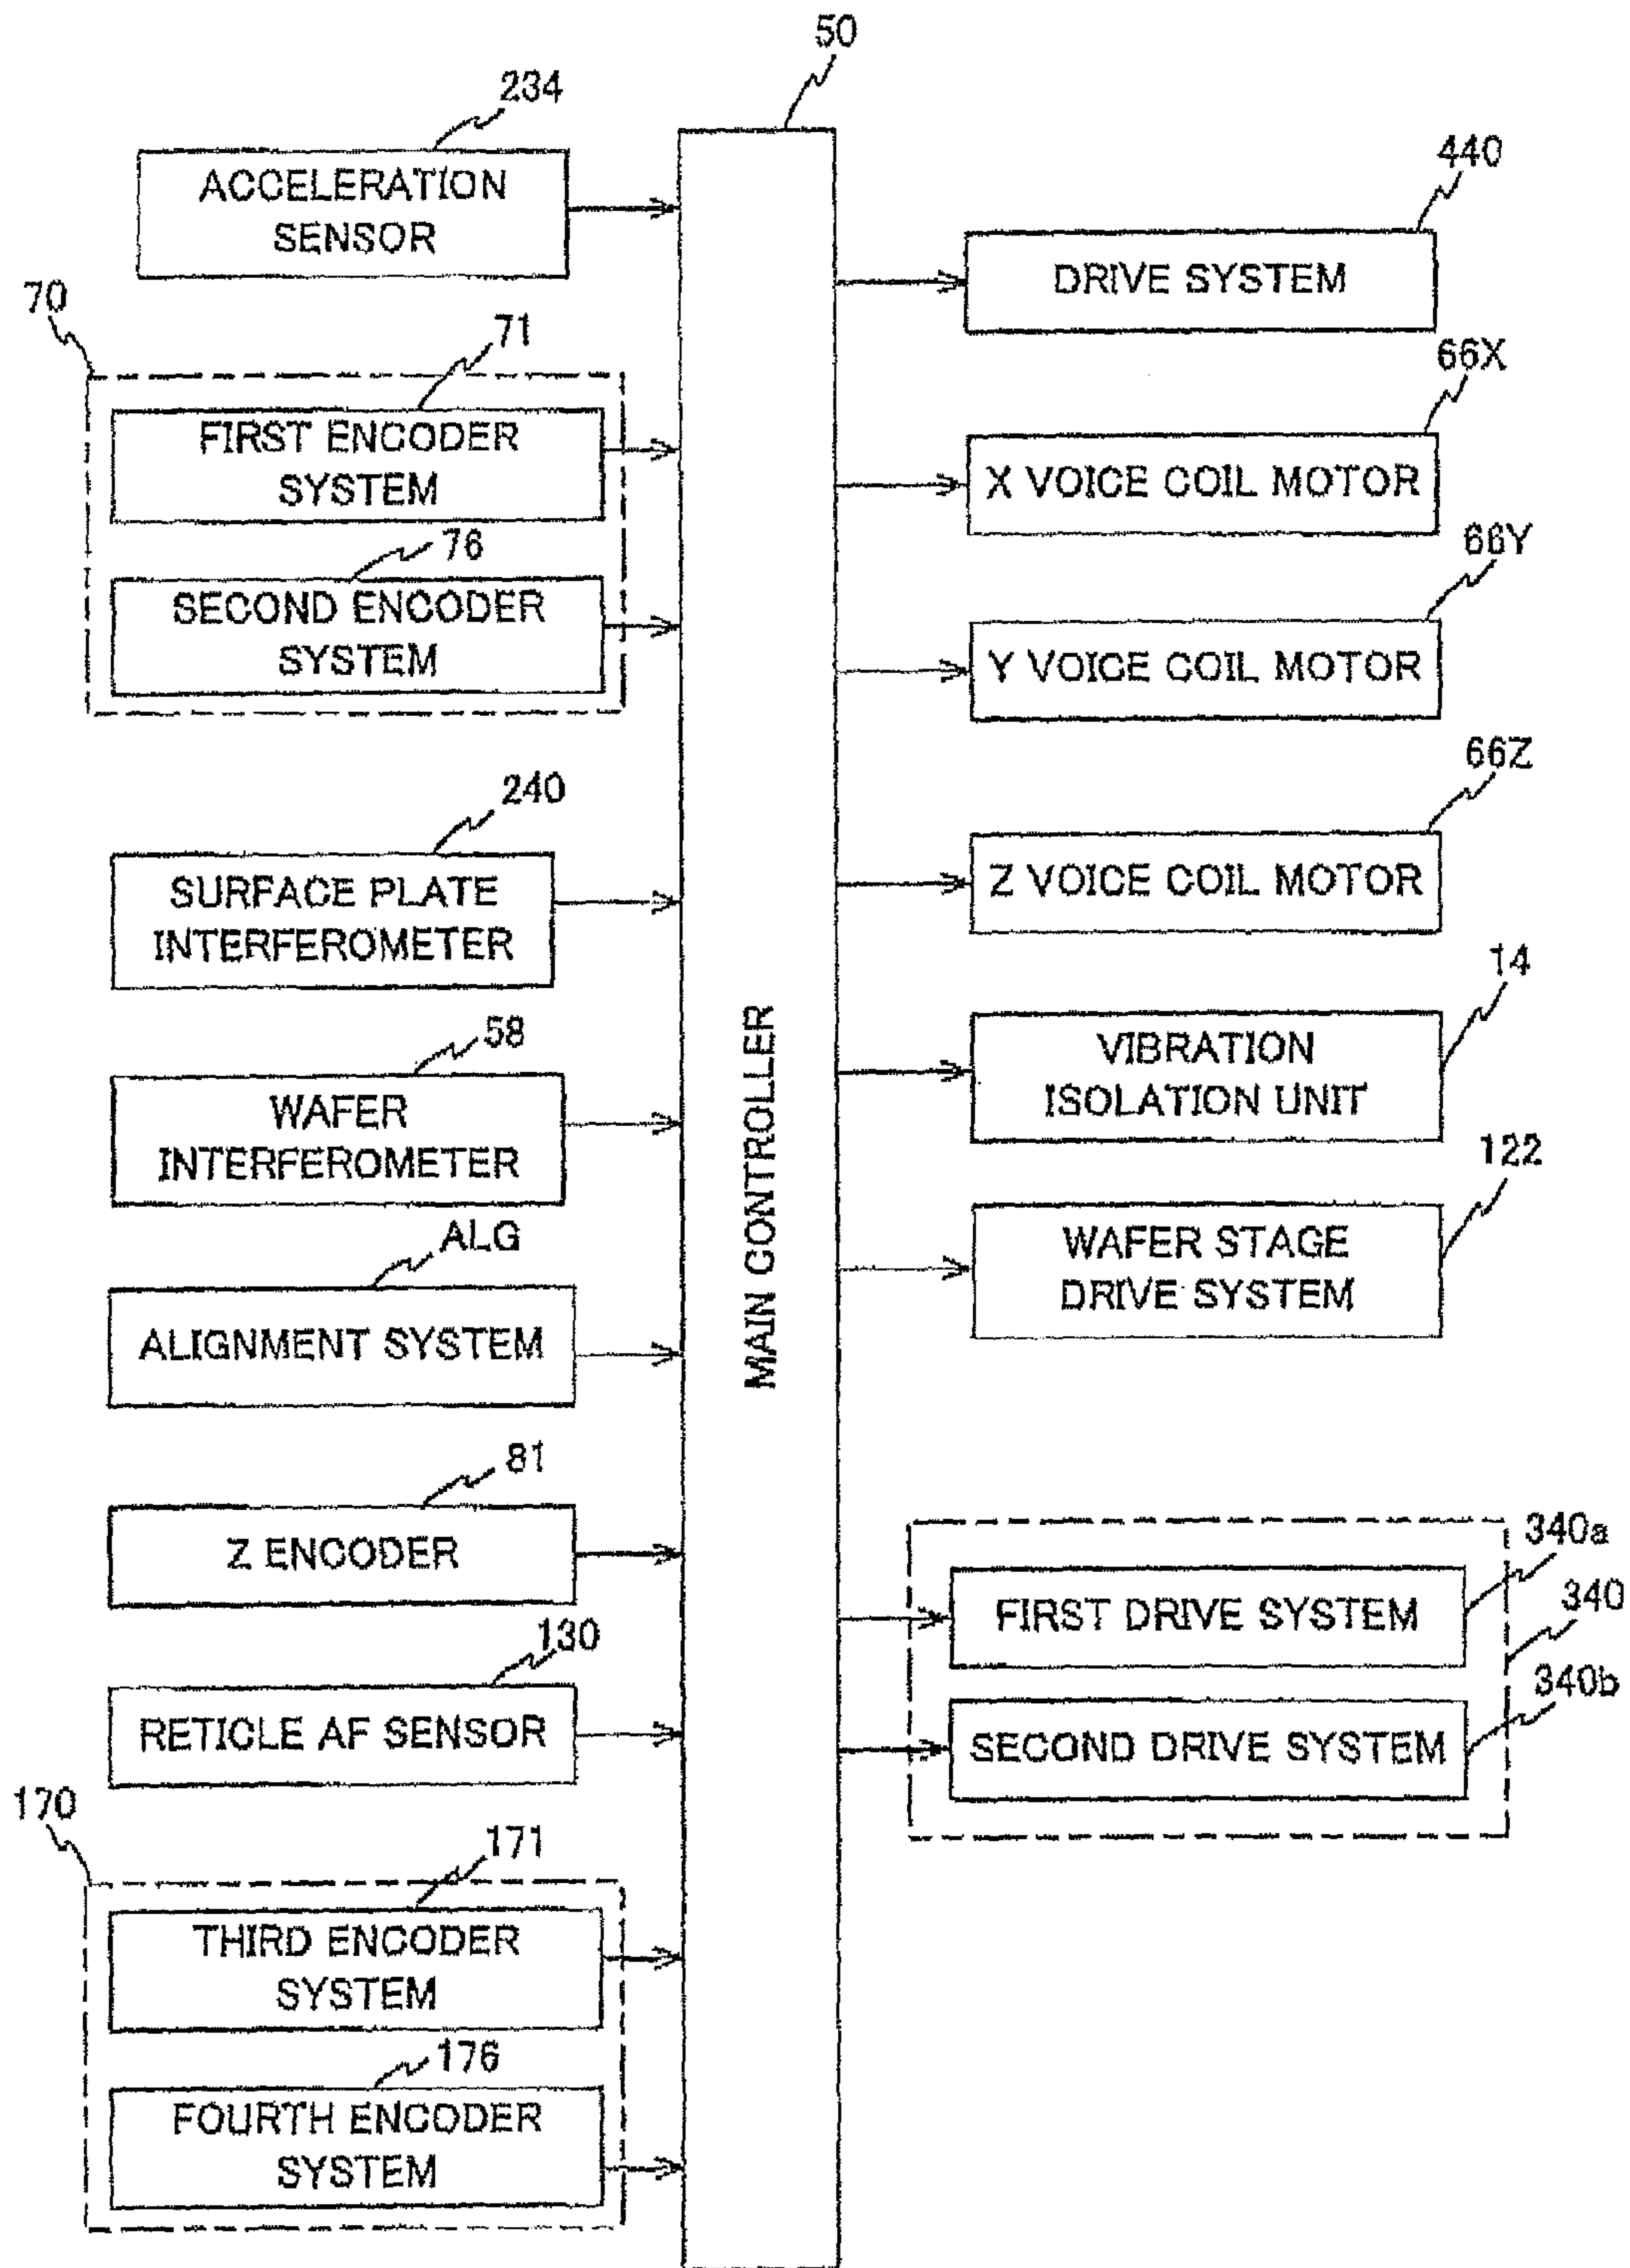 50
234
ACCELERATION
SENSOR
70
71
FIRST ENCODER
SYSTEM
76
SECOND ENCODER
SYSTEM
240
SURFACE PLATE
INTERFEROMETER
58
WAFER
INTERFEROMETER
ALG
ALIGNMENT SYSTEM
81
Z ENCODER
130
RETICLE AF SENSOR
170
171
THIRD ENCODER
SYSTEM
176
FOURTH ENCODER
SYSTEM
MAIN CONTROLLER
440
DRIVE SYSTEM
66X
X VOICE COIL MOTOR
66Y
Y VOICE COIL MOTOR
66Z
Z VOICE COIL MOTOR
14
VIBRATION
ISOLATION UNIT
122
WAFER STAGE
DRIVE SYSTEM
340a
FIRST DRIVE SYSTEM
340
340b
SECOND DRIVE SYSTEM